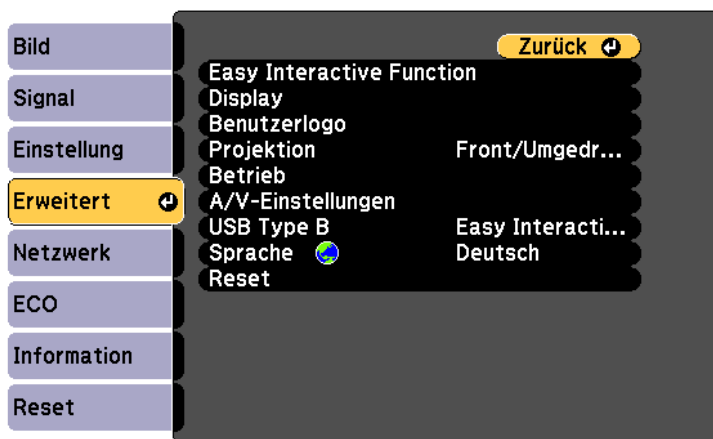 Bild
Signal
Einstellung
Erweitert
Netzwerk
ECO
Information
Reset
Zurück
Easy Interactive Function
Display
Benutzerlogo
Projektion Front/Umgedr...
Betrieb
A/V-Einstellungen
USB Type B Easy Interacti...
Sprache Deutsch
Reset